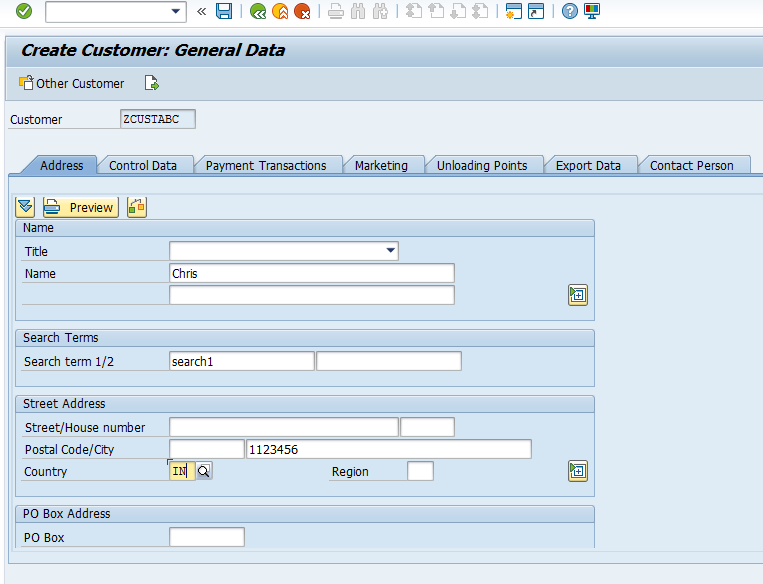 Create Customer: General Data
Other Customer
Customer ZCUSTABC
Address Control Data Payment Transactions Marketing Unloading Points Export Data Contact Person
Preview
Name
Title
Name Chris
Search Terms
Search term 1/2 search1
Street Address
Street/House number
Postal Code/City 1123456
Country IN Region
PO Box Address
PO Box